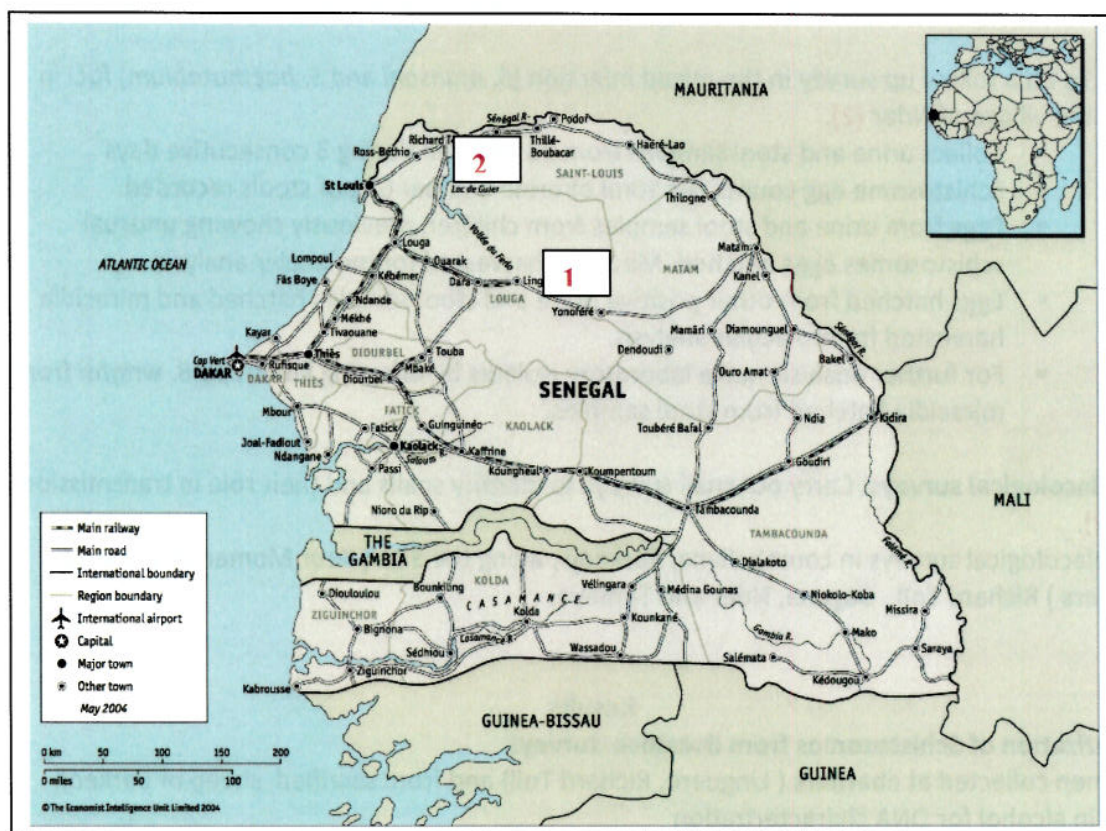 MAURITANIA
Sénégal R.
Podor
Richard T
Thillé-
Boubacar
Haéré-Lao
Ross-Béthio
2
SAINT-LOUIS
St Louis
Lac de Guier
Thilogne
Louga
Vallée du Ferlo
Matam
ATLANTIC OCEAN
Lompoul
Ouarak
1
MATAM
Kanel
Kébémer
Dara
Ling
Fás Boye
LOUGA
Ndande
Yonoféré
Mékhé
Mamâri
Diamounguel
Sénégal R.
Kayar
Tivaouane
Dendoudi
Cap Vert
Thiès
DIOURBEL
Touba
Bakel
DAKAR
Rufisque
Mbaké
Ouro Amat
DAKAR
THIÈS
Diourbel
SENEGAL
Mbour
FATICK
KAOLACK
Toubéré Bafal
Ndia
Kidira
Fatick
Guinguinéo
Joal-Fadiout
Kaolack
Kaffrine
Ndangane
Saloum
Goudiri
Passi
Koungheul
Koumpentoum
Nioro du Rip
Tambacounda
MALI
Main railway
Main road
THE
GAMBIA
TAMBACOUNDA
International boundary
Region boundary
KOLDA
Dialakoto
Diouloulou
Bounkiling
Vélingara
Médina Gounas
Niokolo-Koba
International airport
CASAMANCE
Missira
Capital
ZIGUINCHOR
Kolda
Kounkané
Major town
Bignona
Casamance R.
Gambia R.
Mako
Other town
Sédhiou
Wassadou
Salémata
Saraya
May 2004
Ziguinchor
Kédougou
Kabrousse
GUINEA-BISSAU
0 km 50 100 150 200
0 miles 50 100
GUINEA
© The Economist Intelligence Unit Limited 2004